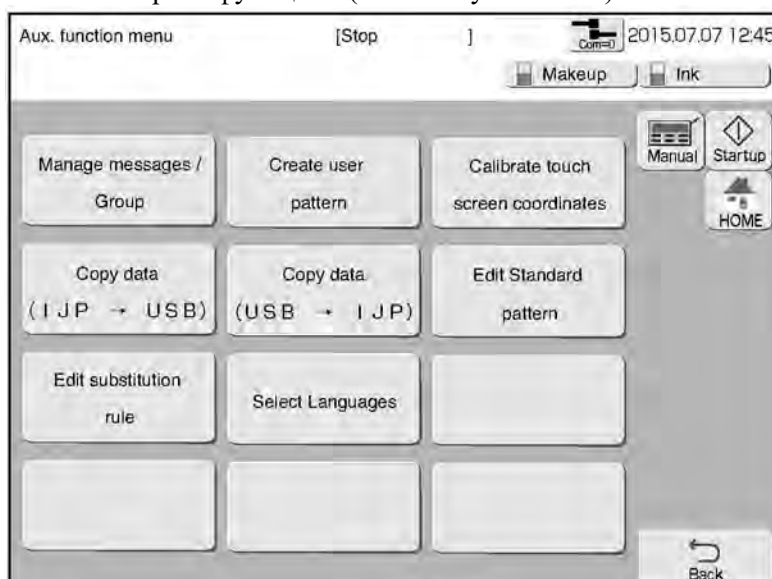 Aux. function menu [Stop ] Com=0 2015.07.07 12:45
Makeup Ink
Manual Startup
HOME
Manage messages /
Group
Create user
pattern
Calibrate touch
screen coordinates
Copy data
(IJP → USB)
Copy data
(USB → IJP)
Edit Standard
pattern
Edit substitution
rule
Select Languages
Back